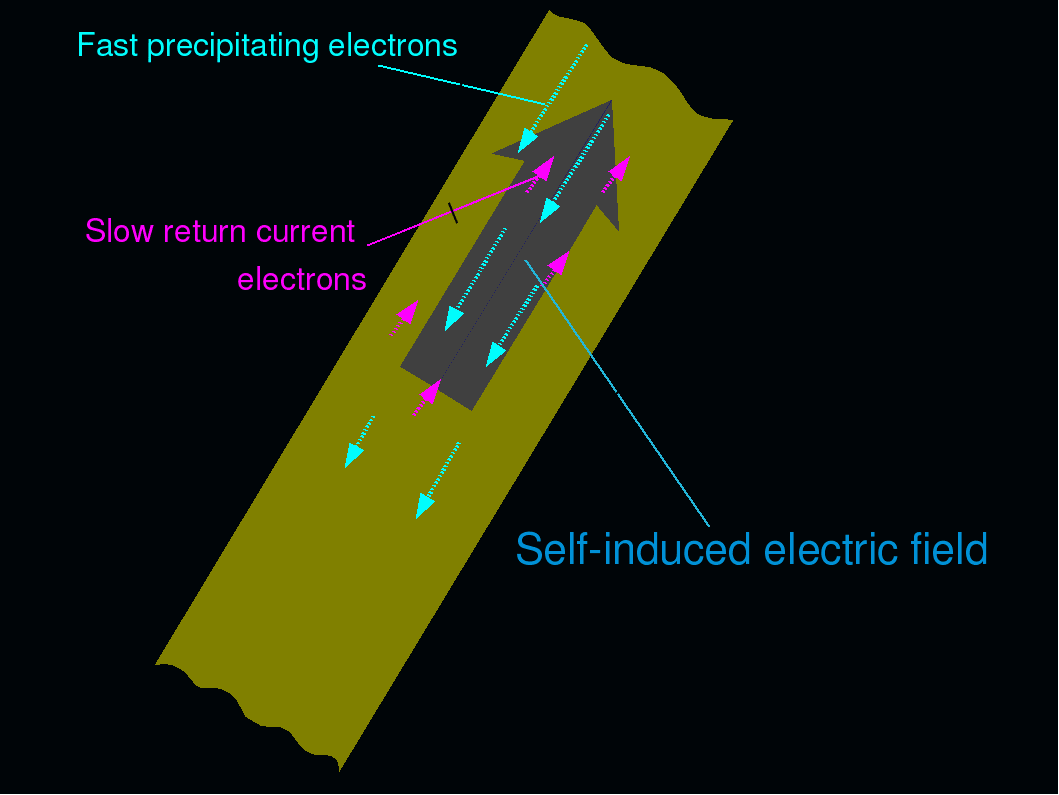 Fast precipitating electrons
Slow return current
electrons
Self-induced electric field